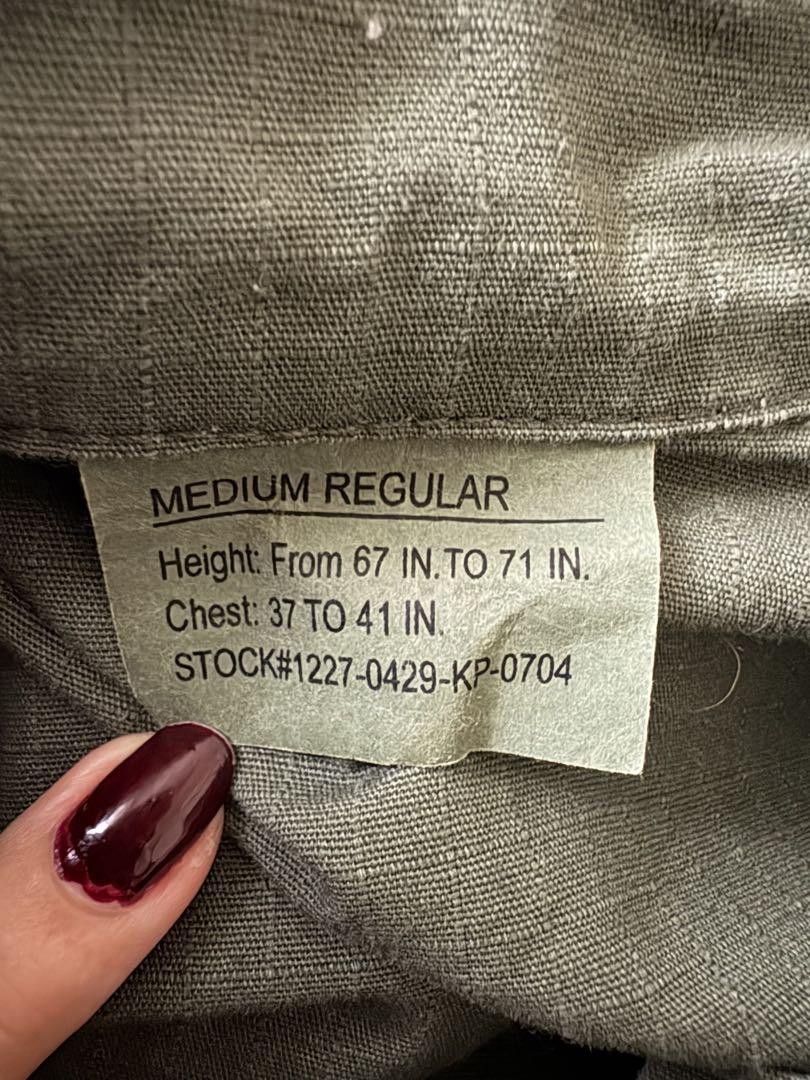 MEDIUM REGULAR
Height: From 67 IN. TO 71 IN.
Chest: 37 TO 41 IN.
STOCK#1227-0429-KP-0704